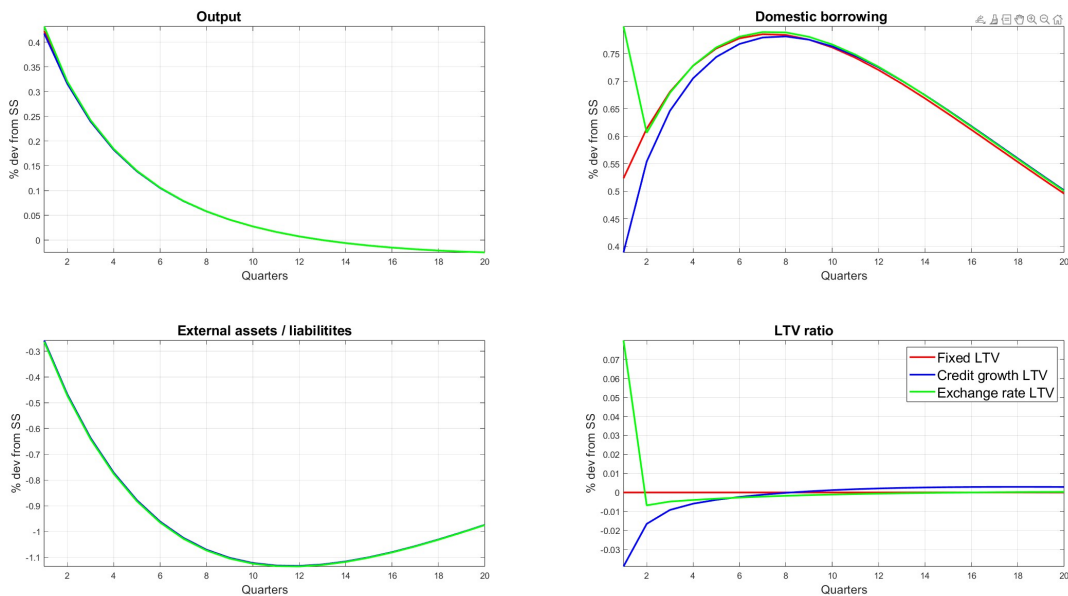 Output
0.4
0.35
0.3
0.25
0.2
0.15
0.1
0.05
0
% dev from SS
2 4 6 8 10 12 14 16 18 20
Quarters
Domestic borrowing
0.75
0.7
0.65
0.6
0.55
0.5
0.45
0.4
% dev from SS
2 4 6 8 10 12 14 16 18 20
Quarters
External assets / liabilitites
-0.3
-0.4
-0.5
-0.6
-0.7
-0.8
-0.9
-1
-1.1
% dev from SS
2 4 6 8 10 12 14 16 18 20
Quarters
LTV ratio
0.07
0.06
0.05
0.04
0.03
0.02
0.01
0
-0.01
-0.02
-0.03
% dev from SS
2 4 6 8 10 12 14 16 18 20
Quarters
Fixed LTV
Credit growth LTV
Exchange rate LTV